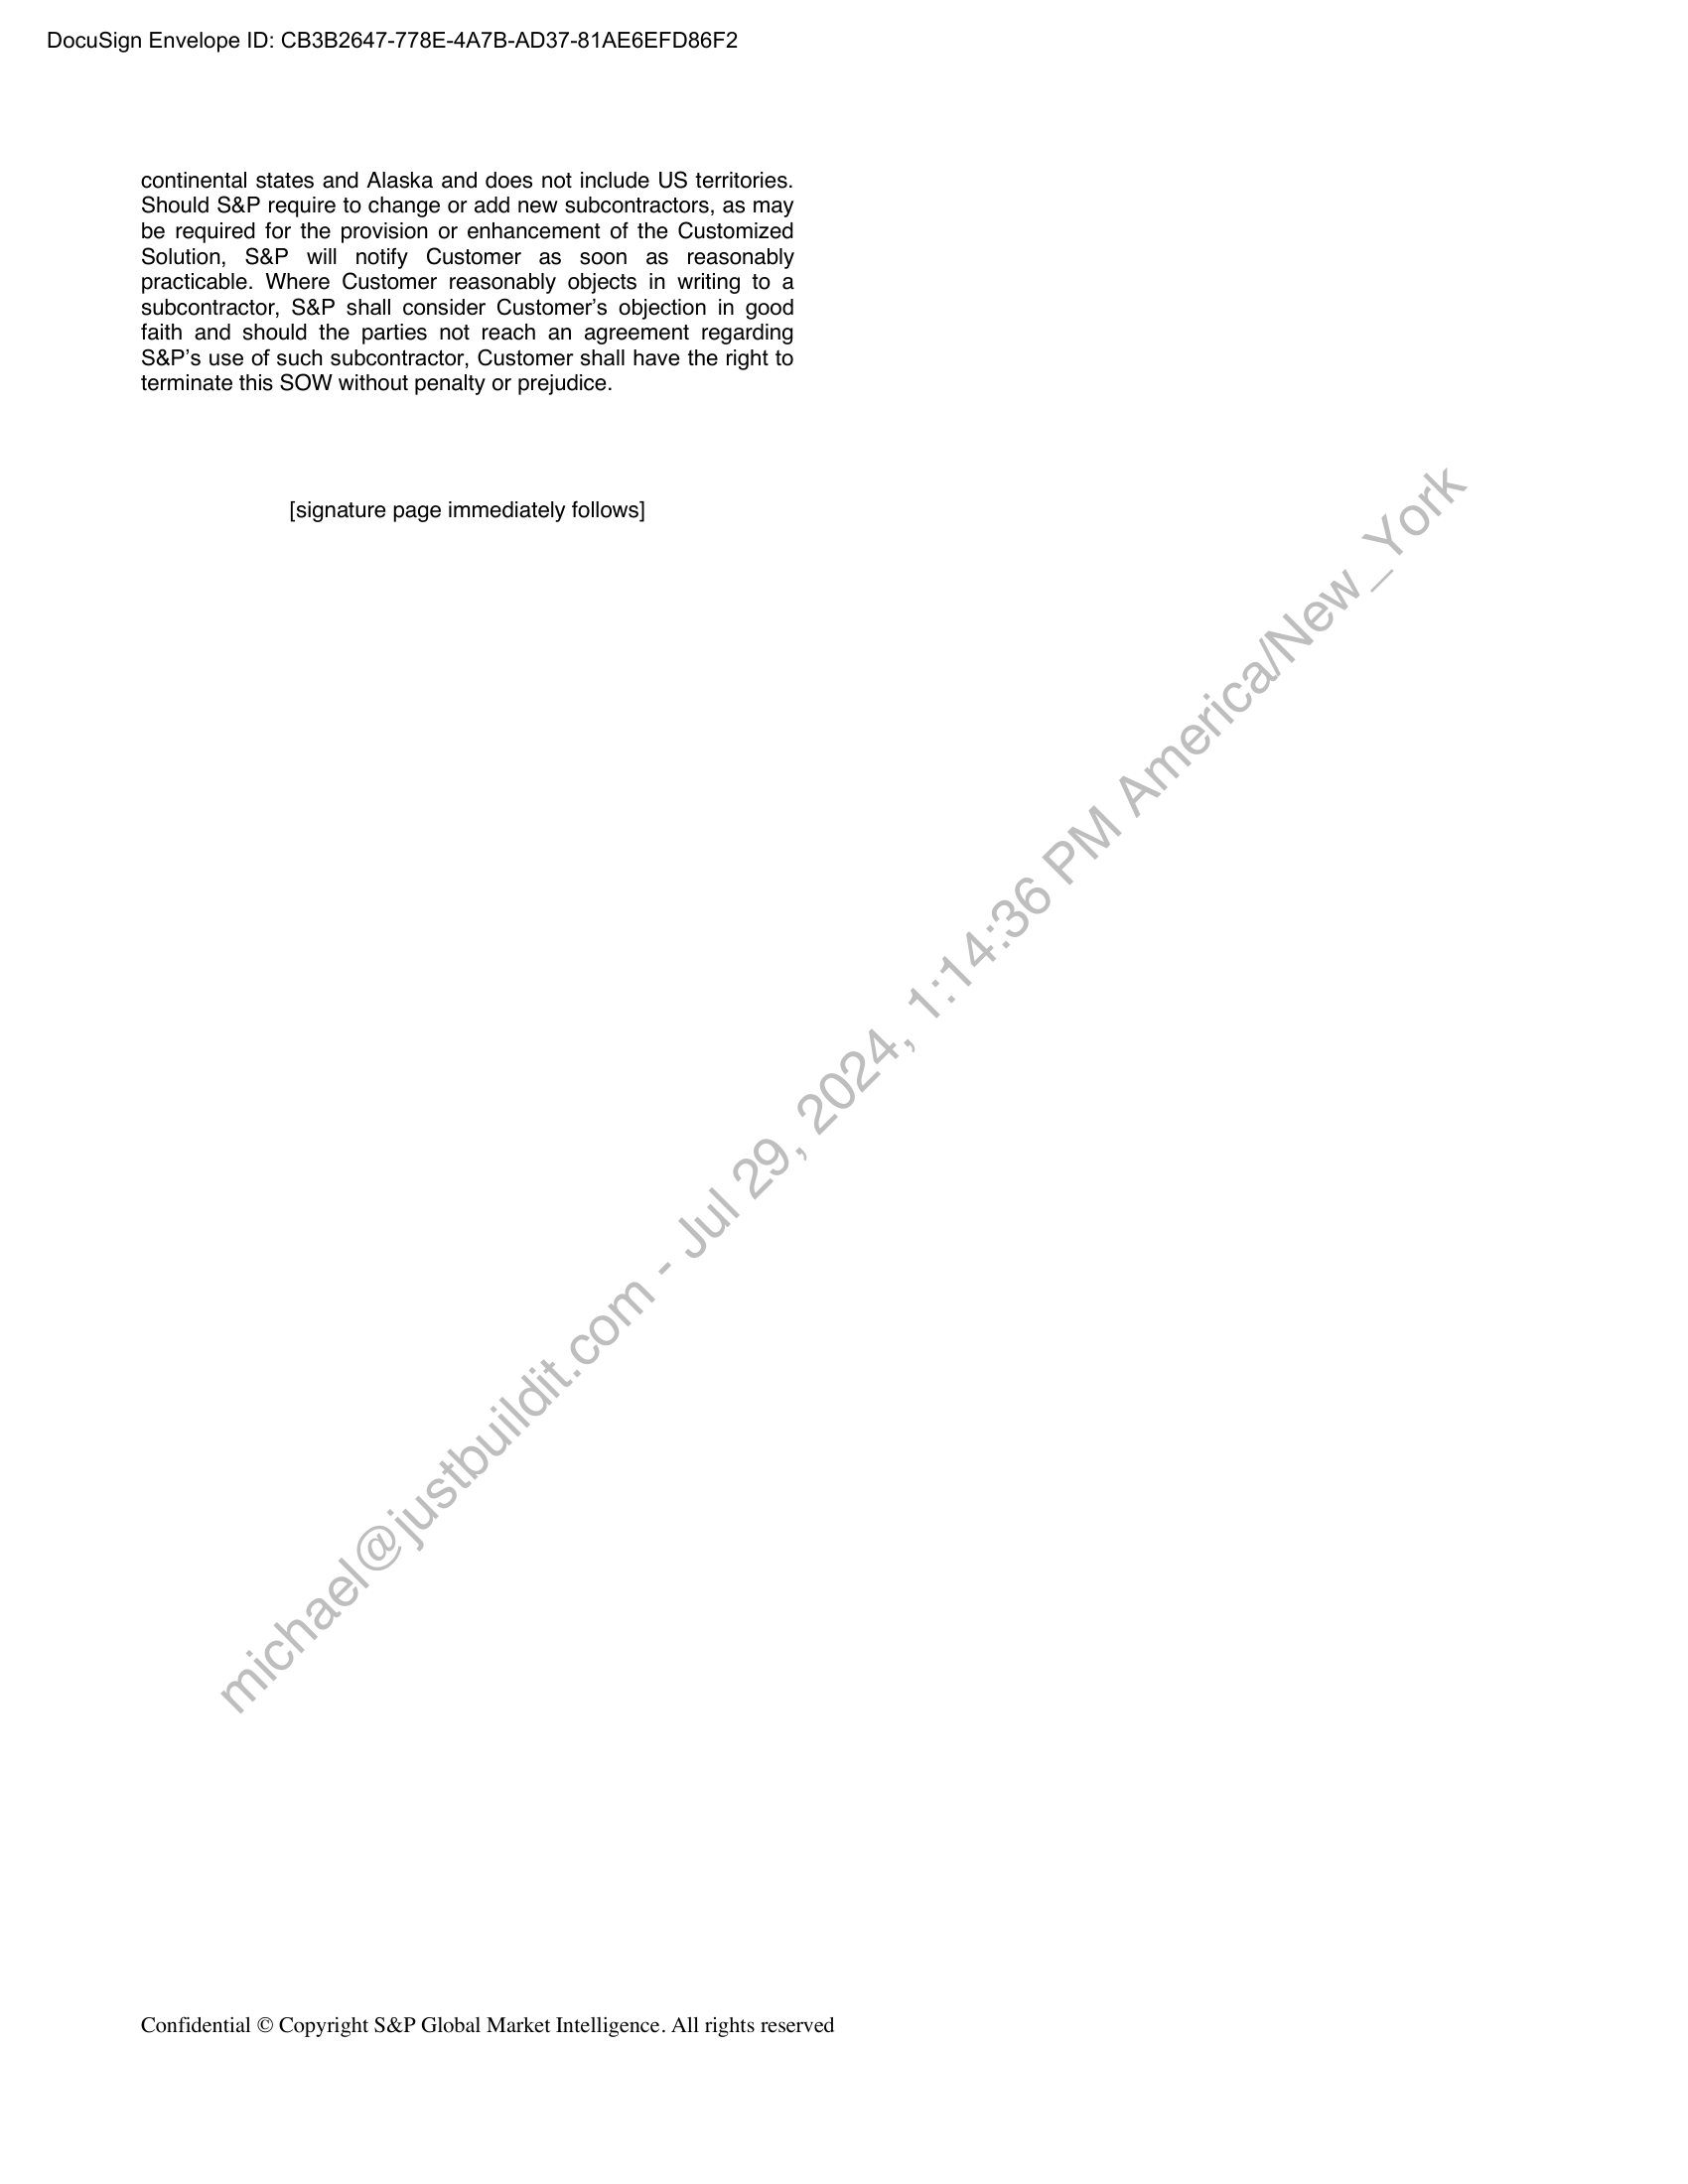 DocuSign Envelope ID: CB3B2647-778E-4A7B-AD37-81AE6EFD86F2
continental states and Alaska and does not include US territories.
Should S&P require to change or add new subcontractors, as may
be required for the provision or enhancement of the Customized
Solution, S&P will notify Customer as soon as reasonably
practicable. Where Customer reasonably objects in writing to a
subcontractor, S&P shall consider Customer’s objection in good
faith and should the parties not reach an agreement regarding
S&P’s use of such subcontractor, Customer shall have the right to
terminate this SOW without penalty or prejudice.
[signature page immediately follows]
michael@justbuildit.com - Jul 29, 2024, 1:14:36 PM America/New_York
Confidential © Copyright S&P Global Market Intelligence. All rights reserved